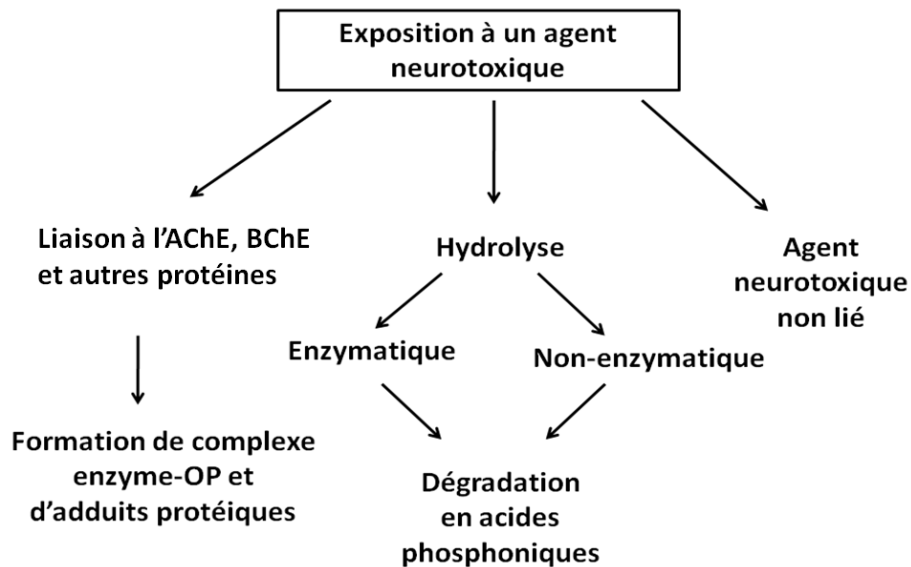 Exposition à un agent
neurotoxique
Liaison à l'AChE, BChE
et autres protéines
Hydrolyse
Agent
neurotoxique
non lié
Enzymatique
Non-enzymatique
Formation de complexe
enzyme-OP et
d'adduits protéiques
Dégradation
en acides
phosphoniques